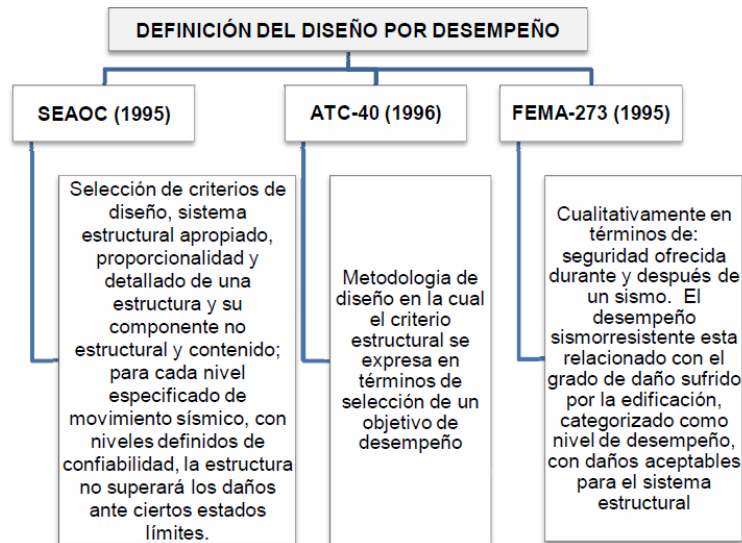 DEFINICIÓN DEL DISEÑO POR DESEMPEÑO
SEAOC (1995)
ATC-40 (1996)
FEMA-273 (1995)
Selección de criterios de
diseño, sistema
estructural apropiado,
proporcionalidad y
detallado de una
estructura y su
componente no
estructural y contenido;
para cada nivel
especificado de
movimiento sísmico, con
niveles definidos de
confiabilidad, la estructura
no superará los daños
ante ciertos estados
límites.
Metodologia de
diseño en la cual
el criterio
estructural se
expresa en
términos de
selección de un
objetivo de
desempeño
Cualitativamente en
términos de:
seguridad ofrecida
durante y después de
un sismo. El
desempeño
sismorresistente esta
relacionado con el
grado de daño sufrido
por la edificación,
categorizado como
nivel de desempeño,
con daños aceptables
para el sistema
estructural